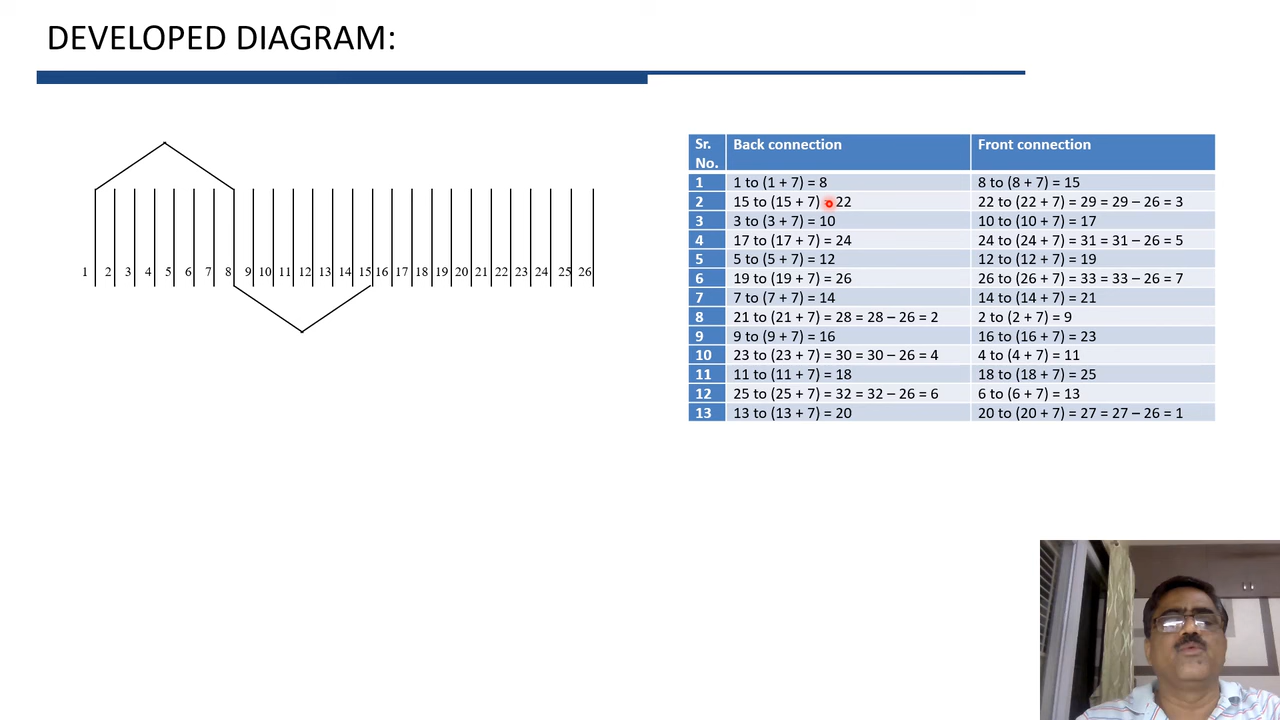 DEVELOPED DIAGRAM:
1 2 3 4 5 6 7 8 9 10 11 12 13 14 15 16 17 18 19 20 21 22 23 24 25 26
Sr. No. Back connection Front connection
1 1 to (1 + 7) = 8 8 to (8 + 7) = 15
2 15 to (15 + 7) = 22 22 to (22 + 7) = 29 = 29 – 26 = 3
3 3 to (3 + 7) = 10 10 to (10 + 7) = 17
4 17 to (17 + 7) = 24 24 to (24 + 7) = 31 = 31 – 26 = 5
5 5 to (5 + 7) = 12 12 to (12 + 7) = 19
6 19 to (19 + 7) = 26 26 to (26 + 7) = 33 = 33 – 26 = 7
7 7 to (7 + 7) = 14 14 to (14 + 7) = 21
8 21 to (21 + 7) = 28 = 28 – 26 = 2 2 to (2 + 7) = 9
9 9 to (9 + 7) = 16 16 to (16 + 7) = 23
10 23 to (23 + 7) = 30 = 30 – 26 = 4 4 to (4 + 7) = 11
11 11 to (11 + 7) = 18 18 to (18 + 7) = 25
12 25 to (25 + 7) = 32 = 32 – 26 = 6 6 to (6 + 7) = 13
13 13 to (13 + 7) = 20 20 to (20 + 7) = 27 = 27 – 26 = 1